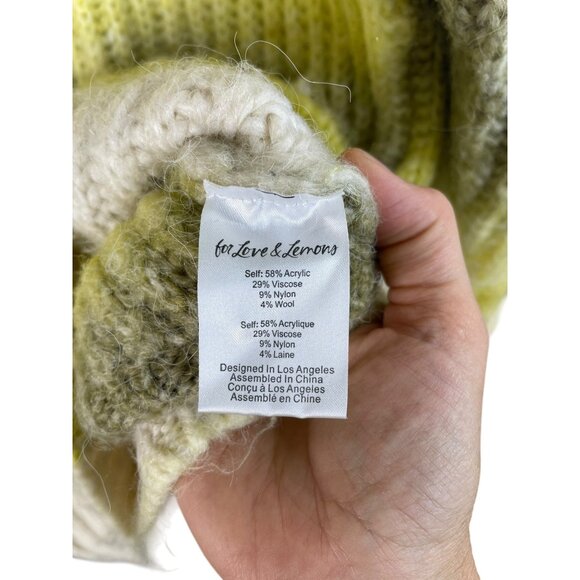 for Love & Lemons
Self: 58% Acrylic
29% Viscose
9% Nylon
4% Wool
Self: 58% Acrylique
29% Viscose
9% Nylon
4% Laine
Designed In Los Angeles
Assembled In China
Conçu à Los Angeles
Assemblé en Chine